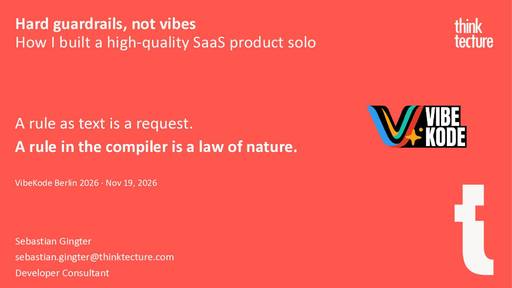 Hard guardrails, not vibes
How I built a high-quality SaaS product solo
think
tecture
A rule as text is a request.
A rule in the compiler is a law of nature.
VIBE
KODE
VibeKode Berlin 2026 - Nov 19, 2026
Sebastian Gingter
sebastian.gingter@thinktecture.com
Developer Consultant
t